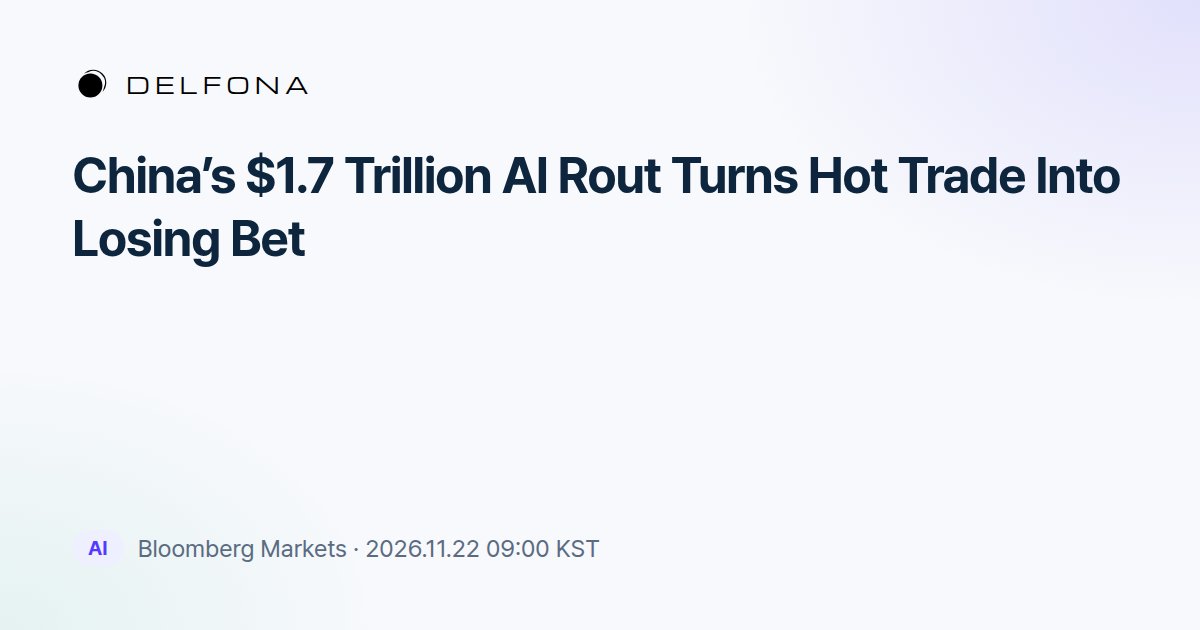 DELFONA
China’s $1.7 Trillion AI Rout Turns Hot Trade Into
Losing Bet
AI Bloomberg Markets · 2026.11.22 09:00 KST